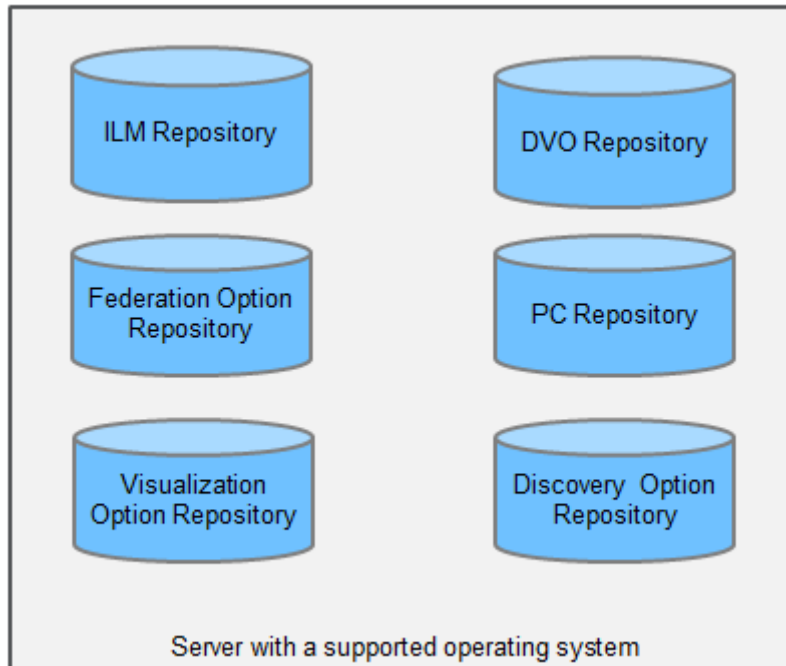 ILM Repository
DVO Repository
Federation Option
Repository
PC Repository
Visualization
Option Repository
Discovery Option
Repository
Server with a supported operating system